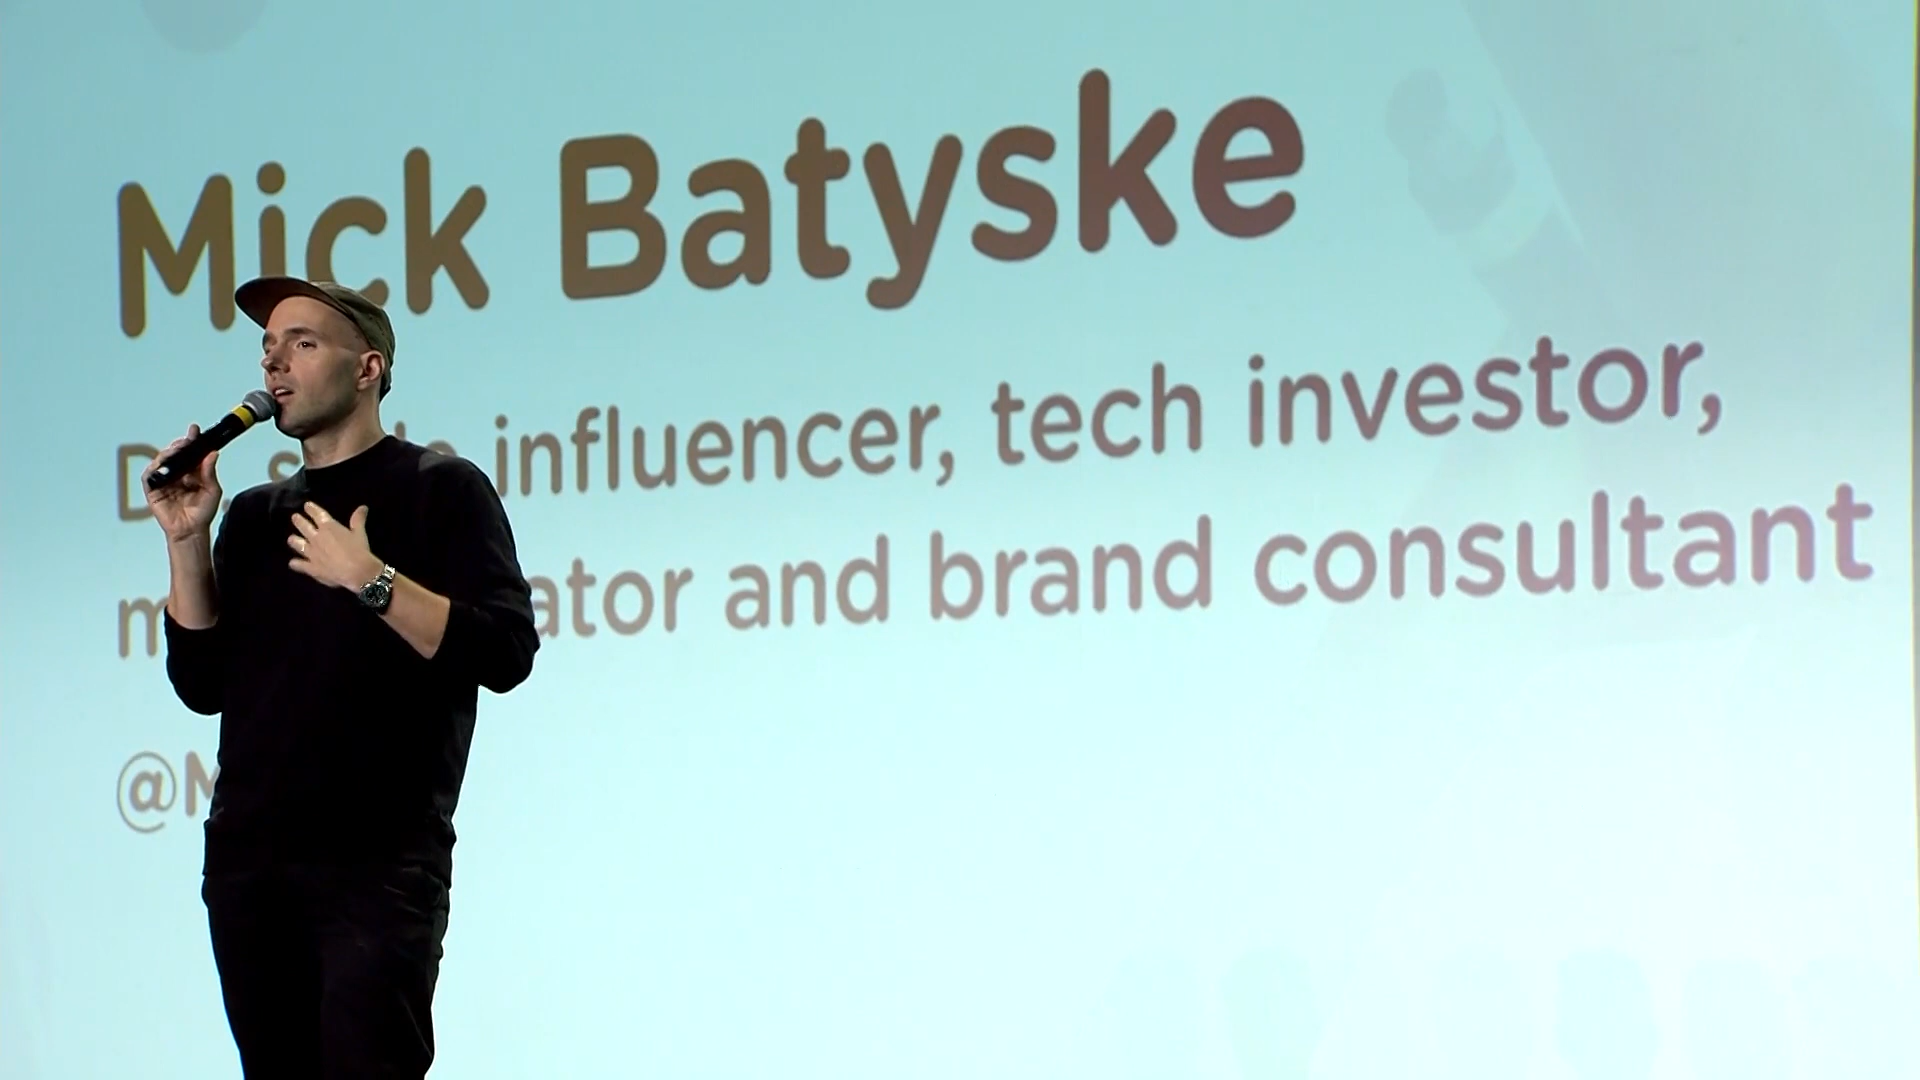 Mick Batyske
influencer, tech investor,
and brand consultant